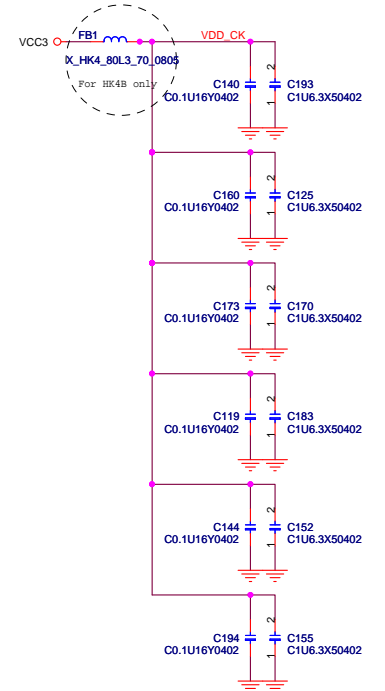 FB1
VCC3
VDD_CK
X_HK4_80L3_70_0805
For HK4B only
2
C140
C193
C0.1U16Y0402
C1U6.3X50402
1
2
C160
C125
C0.1U16Y0402
C1U6.3X50402
1
2
C173
C170
C0.1U16Y0402
C1U6.3X50402
1
2
C119
C183
C0.1U16Y0402
C1U6.3X50402
1
2
C144
C152
C0.1U16Y0402
C1U6.3X50402
1
2
C194
C155
C0.1U16Y0402
C1U6.3X50402
1